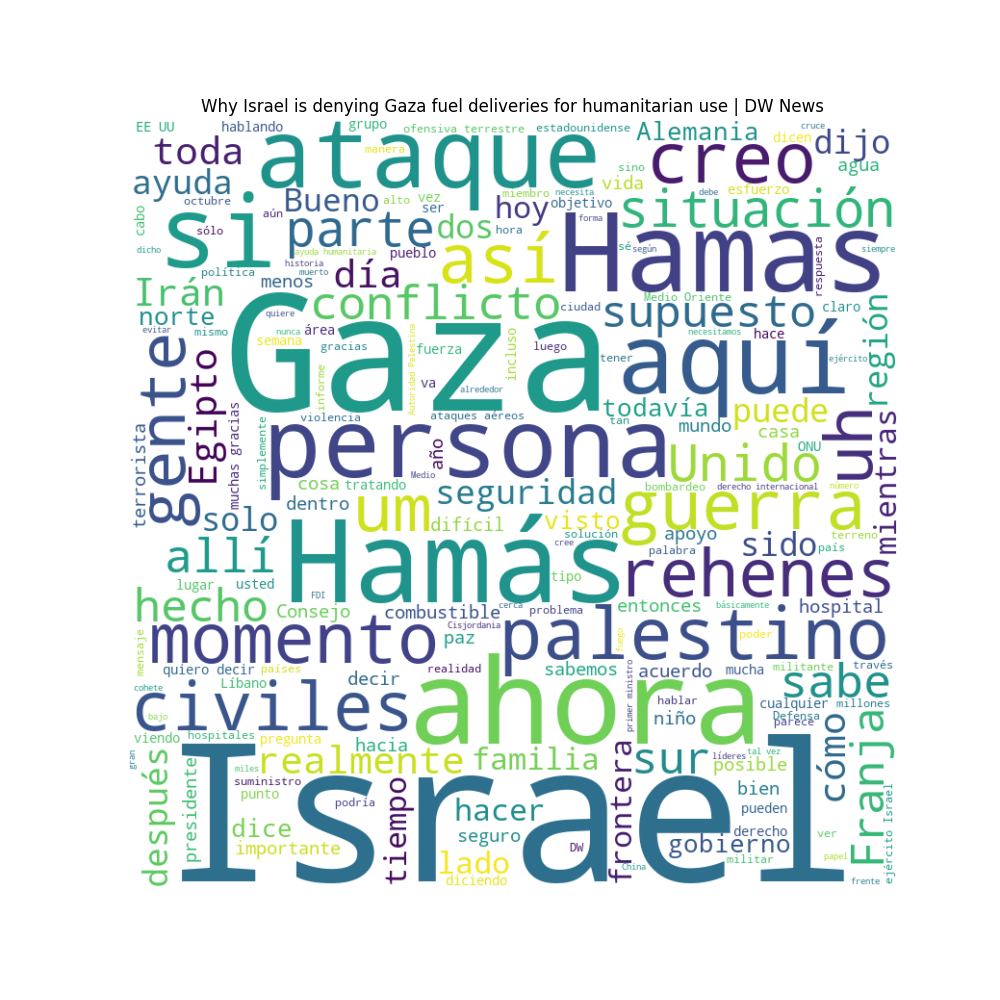 Why Israel is denying Gaza fuel deliveries for humanitarian use | DW News
EE UU
hablando
grupo
ofensiva terrestre
estadounidense
cruce
toda
ataque
manera
Alemania
dicen
dijo
creo
ayuda
octubre
Bueno
alto
vez
miembro
necesita
sino
vida
debe
esfuerzo
agua
cabo
sólo
aún
si
parte
ser
dos
hoy
objetivo
hora
forma
situación
sé
según
siempre
dicho
ayuda humanitaria
historia
muerto
pueblo
así
Hamas
respuesta
política
día
menos
Irán
norte
conflicto
ciudad
Medio Oriente
supuesto
claro
región
evitar
mismo
quiere
nunca
semana
área
gracias
Gaza
Autoridad Palestina
fuerza
incluso
luego
necesitamos
hace
tener
aquí
ejército
gente
Egipto
informe
va
alrededor
violencia
ataques aéreos
tan
todavía
mundo
puede
casa
ONU
uh
mientras
terrorista
muchas gracias
simplemente
persona
año
Medio
Unido
cosa
tratando
dentro
seguridad
bombardeo
derecho internacional
numero
solo
um
difícil
visto
solución
cree
guerra
apoyo
palabra
sido
terreno
país
allí
lugar
usted
Hamás
FDI
tipo
rehenes
hecho
Consejo
combustible
cerca
problema
Cisjordania
entonces
básicamente
hospital
mensaje
momento
paz
palestino
fuego
poder
quiero decir
países
realidad
sabemos
primer ministro
acuerdo
mucha
militante
través
cohete
Líbano
decir
sabe
bajo
civiles
ahora
hablar
niño
cualquier
Defensa
parece
millones
viendo
hospitales
pregunta
hacia
gran
después
presidente
miles
realmente
familia
sur
líderes
tal vez
posible
cómo
Franja
suministro
punto
podría
tiempo
hacer
frontera
bien
pueden
dice
importante
Israel
seguro
lado
diciendo
DW
China
gobierno
derecho
militar
ver
papel
frente
ejército Israel